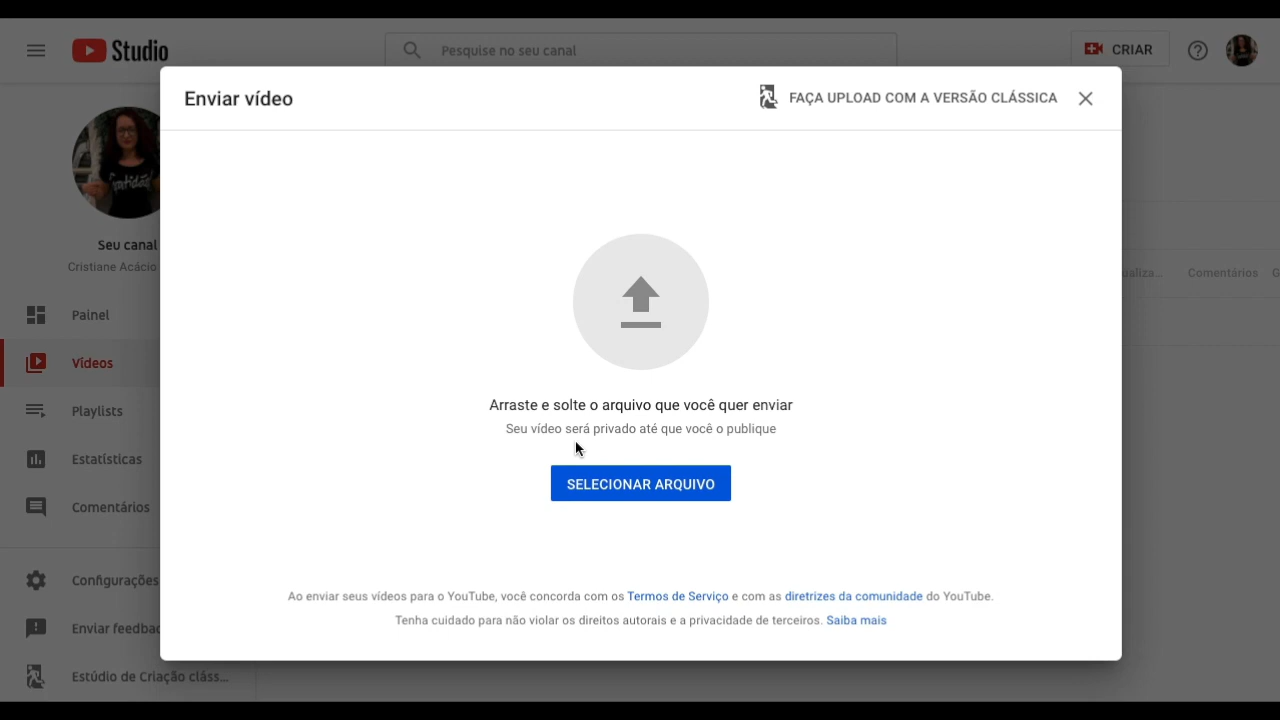 Studio
Pesquise no seu canal
CRIAR
Enviar vídeo
FAÇA UPLOAD COM A VERSÃO CLÁSSICA
Seu canal
Cristiane Acácio
Painel
Vídeos
Playlists
Estatísticas
Comentários
Configurações
Enviar feedbac
Estúdio de Criação cláss...
Comentários
Arraste e solte o arquivo que você quer enviar
Seu vídeo será privado até que você o publique
SELECIONAR ARQUIVO
Ao enviar seus vídeos para o YouTube, você concorda com os Termos de Serviço e com as diretrizes da comunidade do YouTube.
Tenha cuidado para não violar os direitos autorais e a privacidade de terceiros. Saiba mais